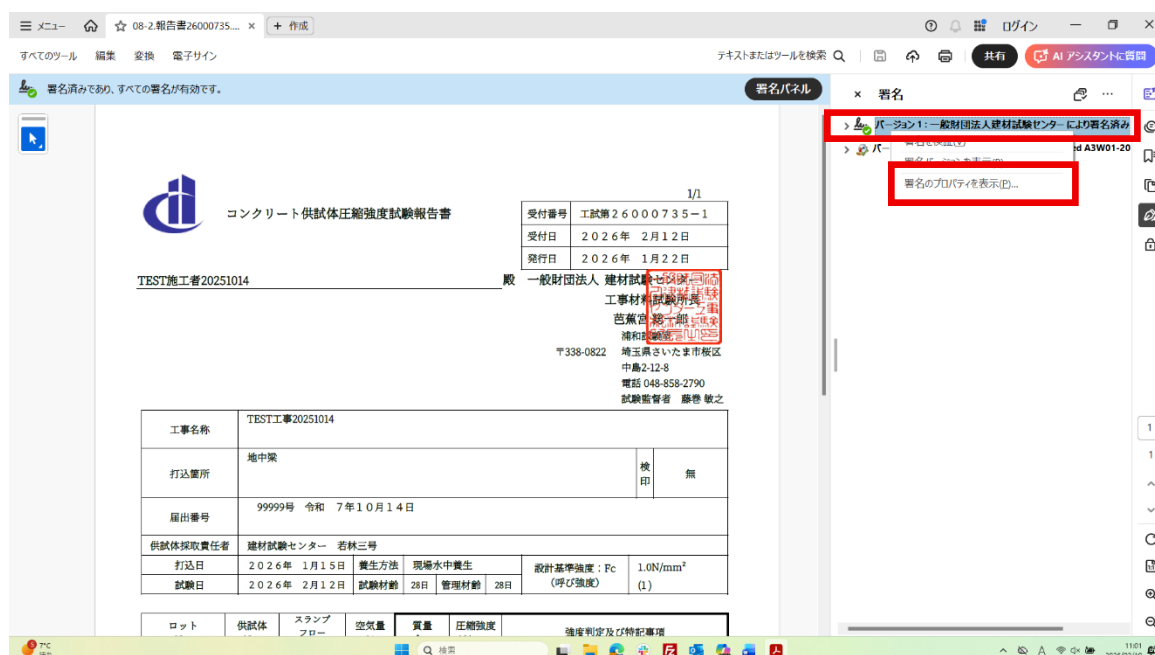 メニュー ☆ 08-2.報告書26000735.... × + 作成 ログイン
すべてのツール 編集 変換 電子サイン テキストまたはツールを検索 共有 AI アシスタントに質問
署名済みであり、すべての署名が有効です。 署名パネル
× 署名 ...
バージョン 1 : 一般財団法人建材試験センター により署名済み
署名を検証(V)
バー ed A3W01-20
署名のプロパティを表示(P)...
1/1
コンクリート供試体圧縮強度試験報告書
受付番号 工試第26000735-1
受付日 2026年 2月12日
発行日 2026年 1月22日
TEST施工者20251014 殿
一般財団法人 建材試験センター
工事材料試験所長
芭蕉宮 総一郎
浦和試験室
〒338-0822 埼玉県さいたま市桜区
中島2-12-8
電話 048-858-2790
試験監督者 藤巻 敏之
工事名称 TEST工事20251014
打込箇所 地中梁 検印 無
届出番号 99999号 令和 7年10月14日
供試体採取責任者 建材試験センター 若林三号
打込日 2026年 1月15日 養生方法 現場水中養生 設計基準強度:Fc 1.0N/mm²
試験日 2026年 2月12日 試験材齢 28日 管理材齢 28日 (呼び強度) (1)
ロット 供試体 スランプ 空気量 質量 圧縮強度 強度判定及び特記事項
フロー
1
1
7°C
検索
11:01